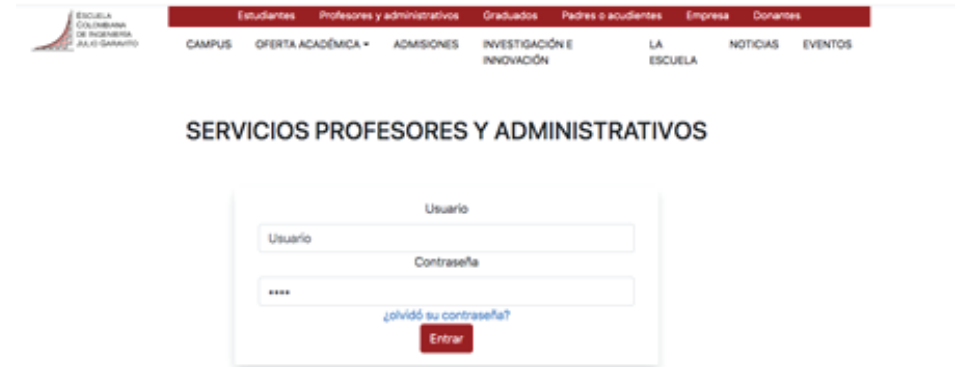 ESCUELA
COLOMBIANA
DE INGENIERÍA
JULIO GARAVITO
Estudiantes Profesores y administrativos Graduados Padres o acudientes Empresa Donantes
CAMPUS OFERTA ACADÉMICA ADMISIONES INVESTIGACIÓN E INNOVACIÓN LA ESCUELA NOTICIAS EVENTOS
SERVICIOS PROFESORES Y ADMINISTRATIVOS
Usuario
Usuario
Contraseña
••••
¿olvidó su contraseña?
Entrar